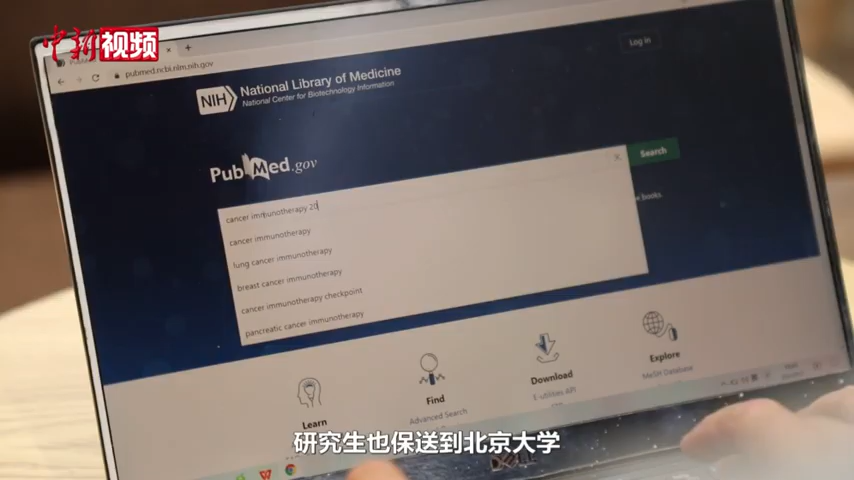 中新视频
pubmed.ncbi.nlm.nih.gov
Log in
NIH
National Library of Medicine
National Center for Biotechnology Information
PubMed.gov
Search
cancer immunotherapy 20
cancer immunotherapy
lung cancer immunotherapy
breast cancer immunotherapy
cancer immunotherapy checkpoint
pancreatic cancer immunotherapy
books
Learn
Find
Advanced Search
Download
E-utilities API
Explore
MeSH Database
研究生也保送到北京大学